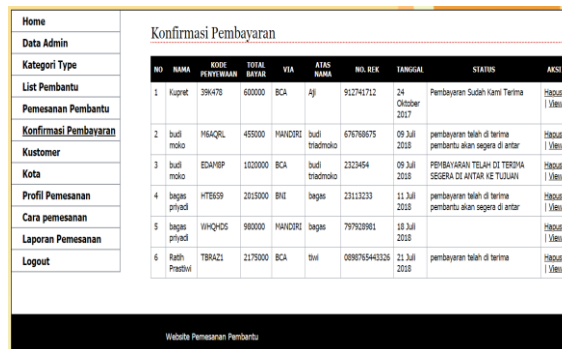 Home
Data Admin
Kategori Type
List Pembantu
Pemesanan Pembantu
Konfirmasi Pembayaran
Kustomer
Kota
Profil Pemesanan
Cara pemesanan
Laporan Pemesanan
Logout
Konfirmasi Pembayaran
NO NAMA KODE PENYEWAAN TOTAL BAYAR VIA ATAS NAMA NO. REK TANGGAL STATUS AKSI
1 Kupret 39K478 600000 BCA Aji 912741712 24 Oktober 2017 Pembayaran Sudah Kami Terima Hapus | View
2 budi moko M6AQRL 455000 MANDIRI budi triadmoko 676768675 09 Juli 2018 pembayaran telah di terima pembantu akan segera di antar Hapus | View
3 budi moko EDAM8P 1020000 BCA budi triadmoko 2323454 09 Juli 2018 PEMBAYARAN TELAH DI TERIMA SEGERA DI ANTAR KE TUJUAN Hapus | View
4 bagas priyadi HTE6S9 2015000 BNI bagas 23113233 11 Juli 2018 pembayaran telah di terima pembantu akan segera di antar Hapus | View
5 bagas priyadi WHQHDS 980000 MANDIRI bagas 797928981 18 Juli 2018 Hapus | View
6 Ratih Prastiwi TBRAZ1 2175000 BCA tiwi 0898765443326 21 Juli 2018 pembayaran telah di terima Hapus | View
Website Pemesanan Pembantu